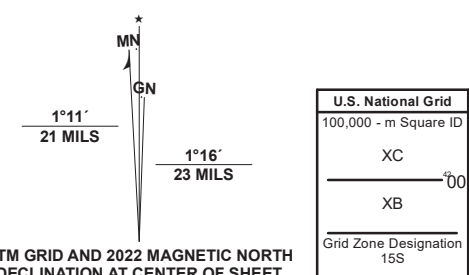 MN
GN
1°11´
21 MILS
1°16´
23 MILS
TM GRID AND 2022 MAGNETIC NORTH
DECLINATION AT CENTER OF SHEET
U.S. National Grid
100,000 - m Square ID
XC
4200
XB
Grid Zone Designation
15S